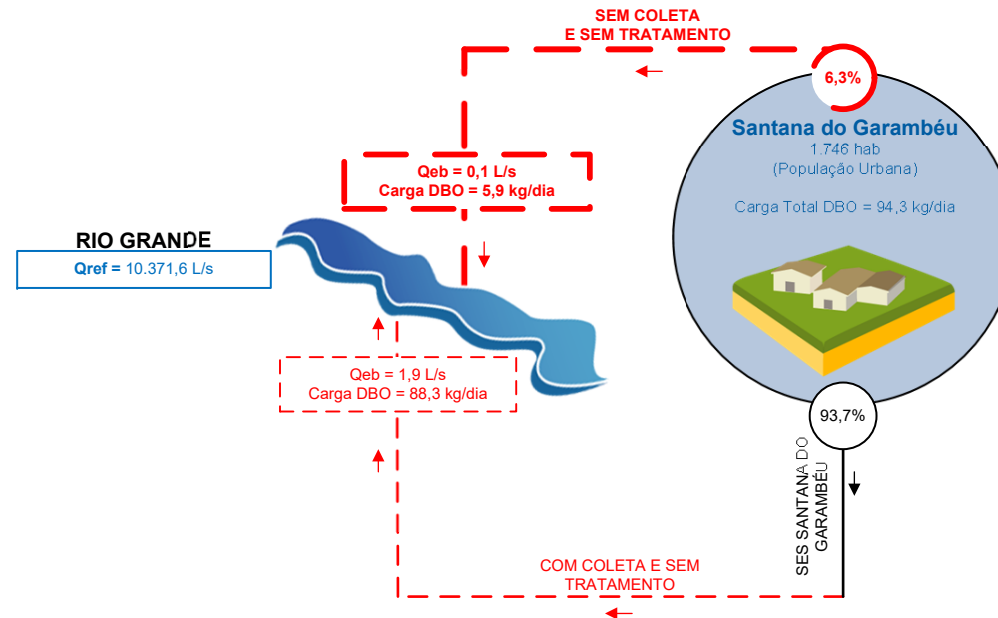 SEM COLETA
E SEM TRATAMENTO
6,3%
Santana do Garambéu
1.746 hab
(População Urbana)
Carga Total DBO = 94,3 kg/dia
Qeb = 0,1 L/s
Carga DBO = 5,9 kg/dia
RIO GRANDE
Qref = 10.371,6 L/s
Qeb = 1,9 L/s
Carga DBO = 88,3 kg/dia
93,7%
SES SANTANA DO
GARAMBÉU
COM COLETA E SEM
TRATAMENTO